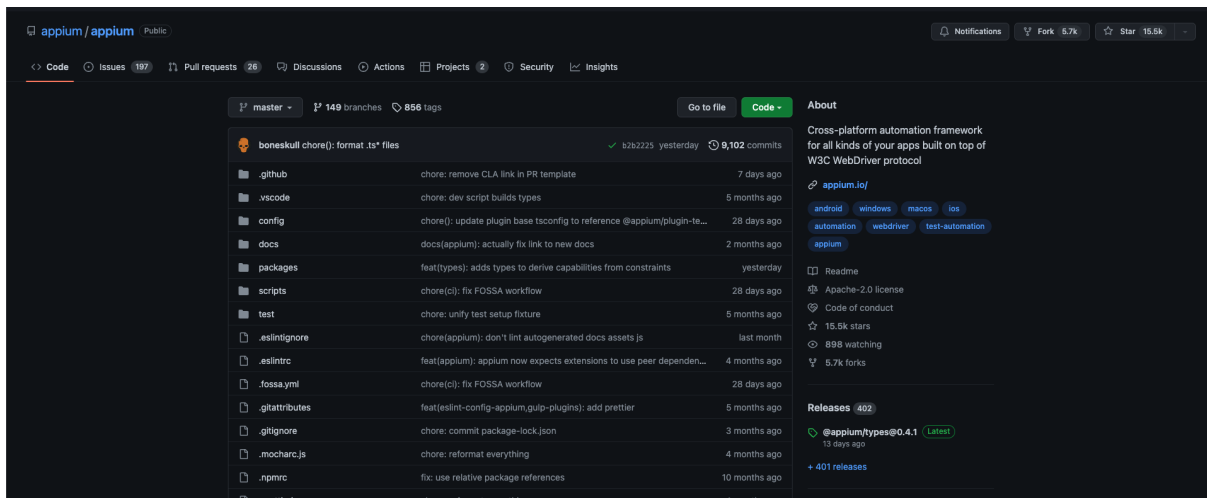 appium / appium Public
Notifications Fork 5.7k Star 15.5k
Code Issues 197 Pull requests 26 Discussions Actions Projects 2 Security Insights
master 149 branches 856 tags Go to file Code
boneskull chore(): format .ts* files b2b2225 yesterday 9,102 commits
.github chore: remove CLA link in PR template 7 days ago
.vscode chore: dev script builds types 5 months ago
config chore(): update plugin base tsconfig to reference @appium/plugin-te... 28 days ago
docs docs(appium): actually fix link to new docs 2 months ago
packages feat(types): adds types to derive capabilities from constraints yesterday
scripts chore(ci): fix FOSSA workflow 28 days ago
test chore: unify test setup fixture 5 months ago
.eslintignore chore(appium): don't lint autogenerated docs assets js last month
.eslintrc feat(appium): appium now expects extensions to use peer dependen... 4 months ago
.fossa.yml chore(ci): fix FOSSA workflow 28 days ago
.gitattributes feat(eslint-config-appium,gulp-plugins): add prettier 5 months ago
.gitignore chore: commit package-lock.json 3 months ago
.mocharc.js chore: reformat everything 4 months ago
.npmrc fix: use relative package references 10 months ago
About
Cross-platform automation framework
for all kinds of your apps built on top of
W3C WebDriver protocol
appium.io/
android windows macos ios
automation webdriver test-automation
appium
Readme
Apache-2.0 license
Code of conduct
15.5k stars
898 watching
5.7k forks
Releases 402
@appium/types@0.4.1 Latest
13 days ago
+ 401 releases